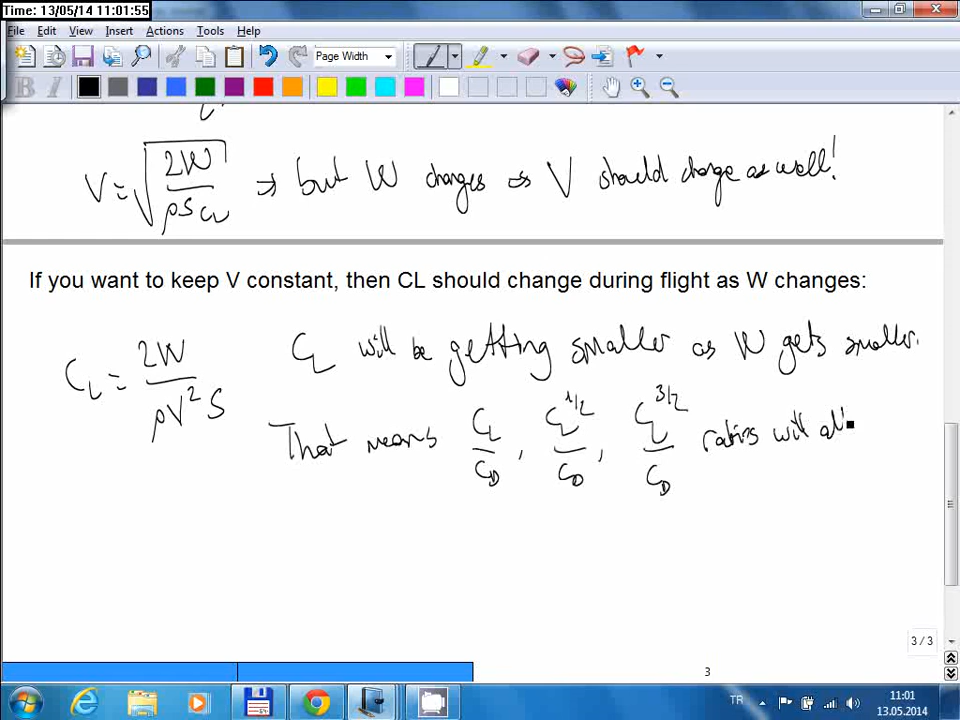 Time: 13/05/14 11:01:55
File Edit View Insert Actions Tools Help
Page Width
B I
V = √(2W / ρS CL) ⇒ but W changes ⇒ V should change as well!
If you want to keep V constant, then CL should change during flight as W changes:
CL = 2W / ρV² S
CL will be getting smaller as W gets smaller.
That means CL/CD, CL^1/2/CD, CL^3/2/CD ratios will al
3 / 3
3
TR 11:01
13.05.2014